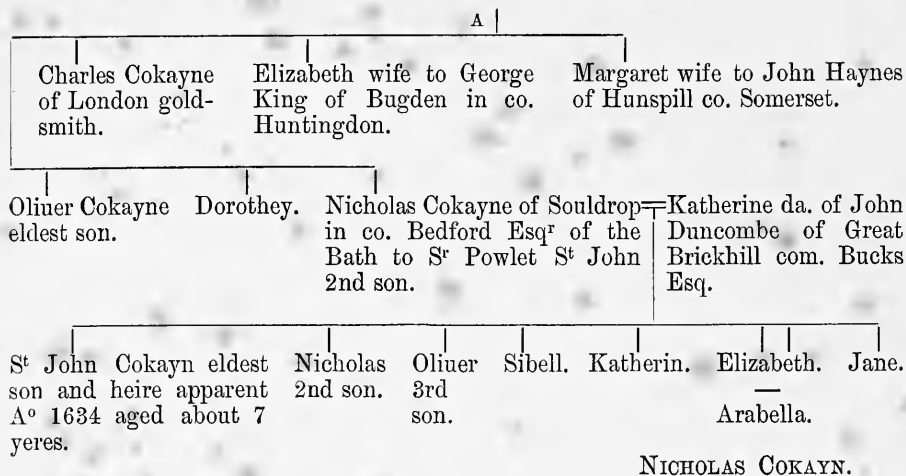 A
Charles Cokayne
of London gold-
smith.
Elizabeth wife to George
King of Bugden in co.
Huntingdon.
Margaret wife to John Haynes
of Hunspill co. Somerset.
Oliuer Cokayne
eldest son.
Dorothey.
Nicholas Cokayne of Souldrop
in co. Bedford Esqʳ of the
Bath to Sʳ Powlet Sᵗ John
2nd son.
Katherine da. of John
Duncombe of Great
Brickhill com. Bucks
Esq.
Sᵗ John Cokayn eldest
son and heire apparent
Aᵒ 1634 aged about 7
yeres.
Nicholas
2nd son.
Oliuer
3rd
son.
Sibell.
Katherin.
Elizabeth.
—
Arabella.
Jane.
NICHOLAS COKAYN.